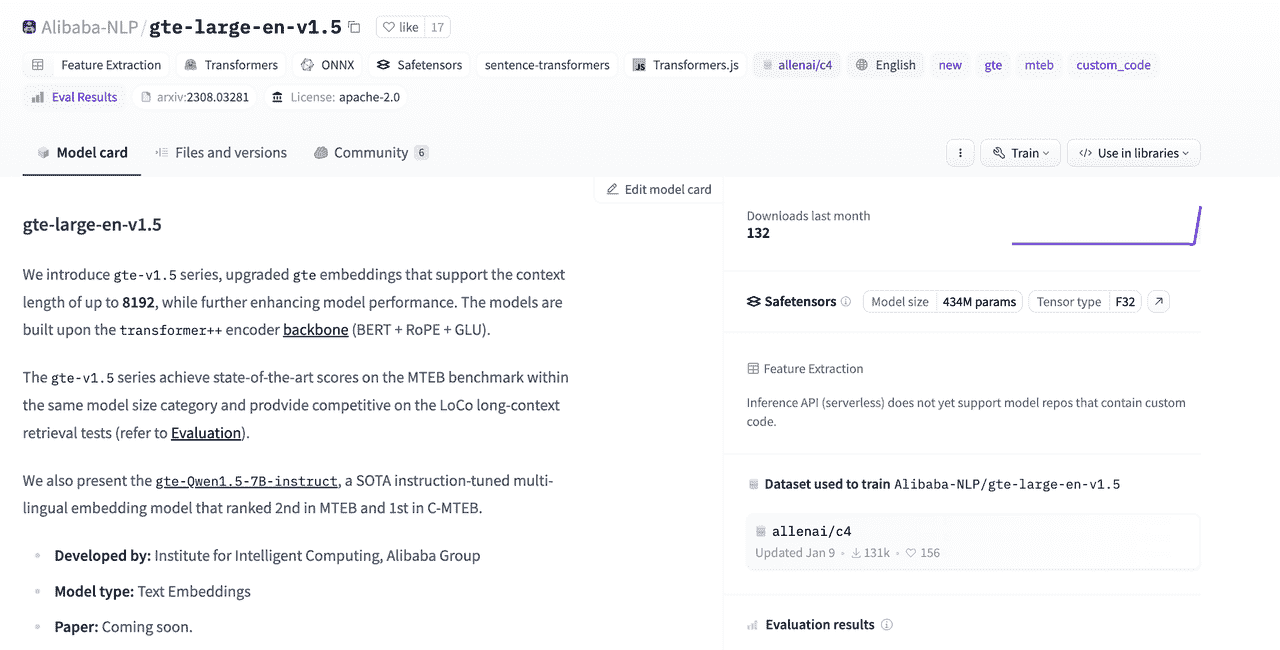 Alibaba-NLP/gte-large-en-v1.5 like 17
Feature Extraction Transformers ONNX Safetensors sentence-transformers Transformers.js allenai/c4 English new gte mteb custom_code
Eval Results arxiv:2308.03281 License: apache-2.0
Model card Files and versions Community 6 Train Use in libraries
Edit model card
gte-large-en-v1.5
We introduce gte-v1.5 series, upgraded gte embeddings that support the context
length of up to 8192, while further enhancing model performance. The models are
built upon the transformer++ encoder backbone (BERT + RoPE + GLU).
The gte-v1.5 series achieve state-of-the-art scores on the MTEB benchmark within
the same model size category and prodvide competitive on the LoCo long-context
retrieval tests (refer to Evaluation).
We also present the gte-Qwen1.5-7B-instruct, a SOTA instruction-tuned multi-
lingual embedding model that ranked 2nd in MTEB and 1st in C-MTEB.
Developed by: Institute for Intelligent Computing, Alibaba Group
Model type: Text Embeddings
Paper: Coming soon.
Downloads last month
132
Safetensors Model size 434M params Tensor type F32
Feature Extraction
Inference API (serverless) does not yet support model repos that contain custom
code.
Dataset used to train Alibaba-NLP/gte-large-en-v1.5
allenai/c4
Updated Jan 9 • 131k • 156
Evaluation results